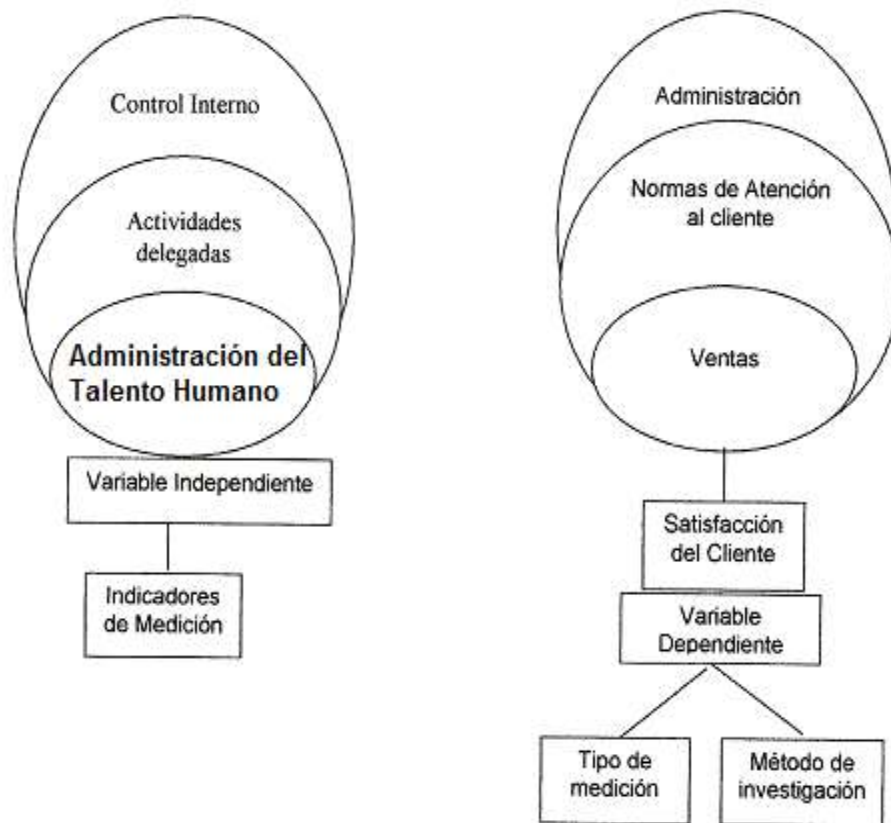 Control Interno
Actividades
delegadas
Administración del
Talento Humano
Variable Independiente
Indicadores
de Medición
Administración
Normas de Atención
al cliente
Ventas
Satisfacción
del Cliente
Variable
Dependiente
Tipo de
medición
Método de
investigación